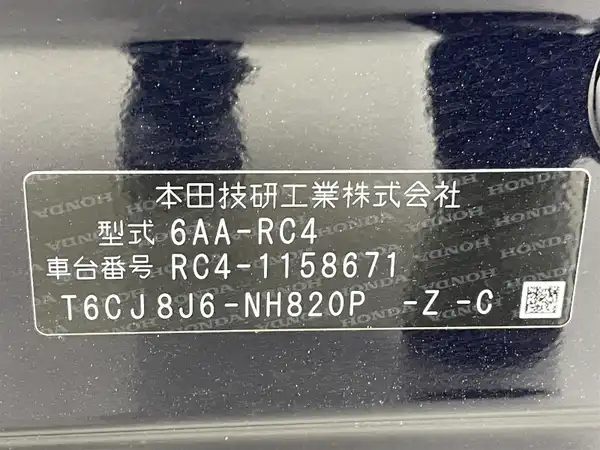 本田技研工業株式会社
型式 6AA-RC4
車台番号 RC4-1158671
T6CJ8J6-NH820P -Z-C